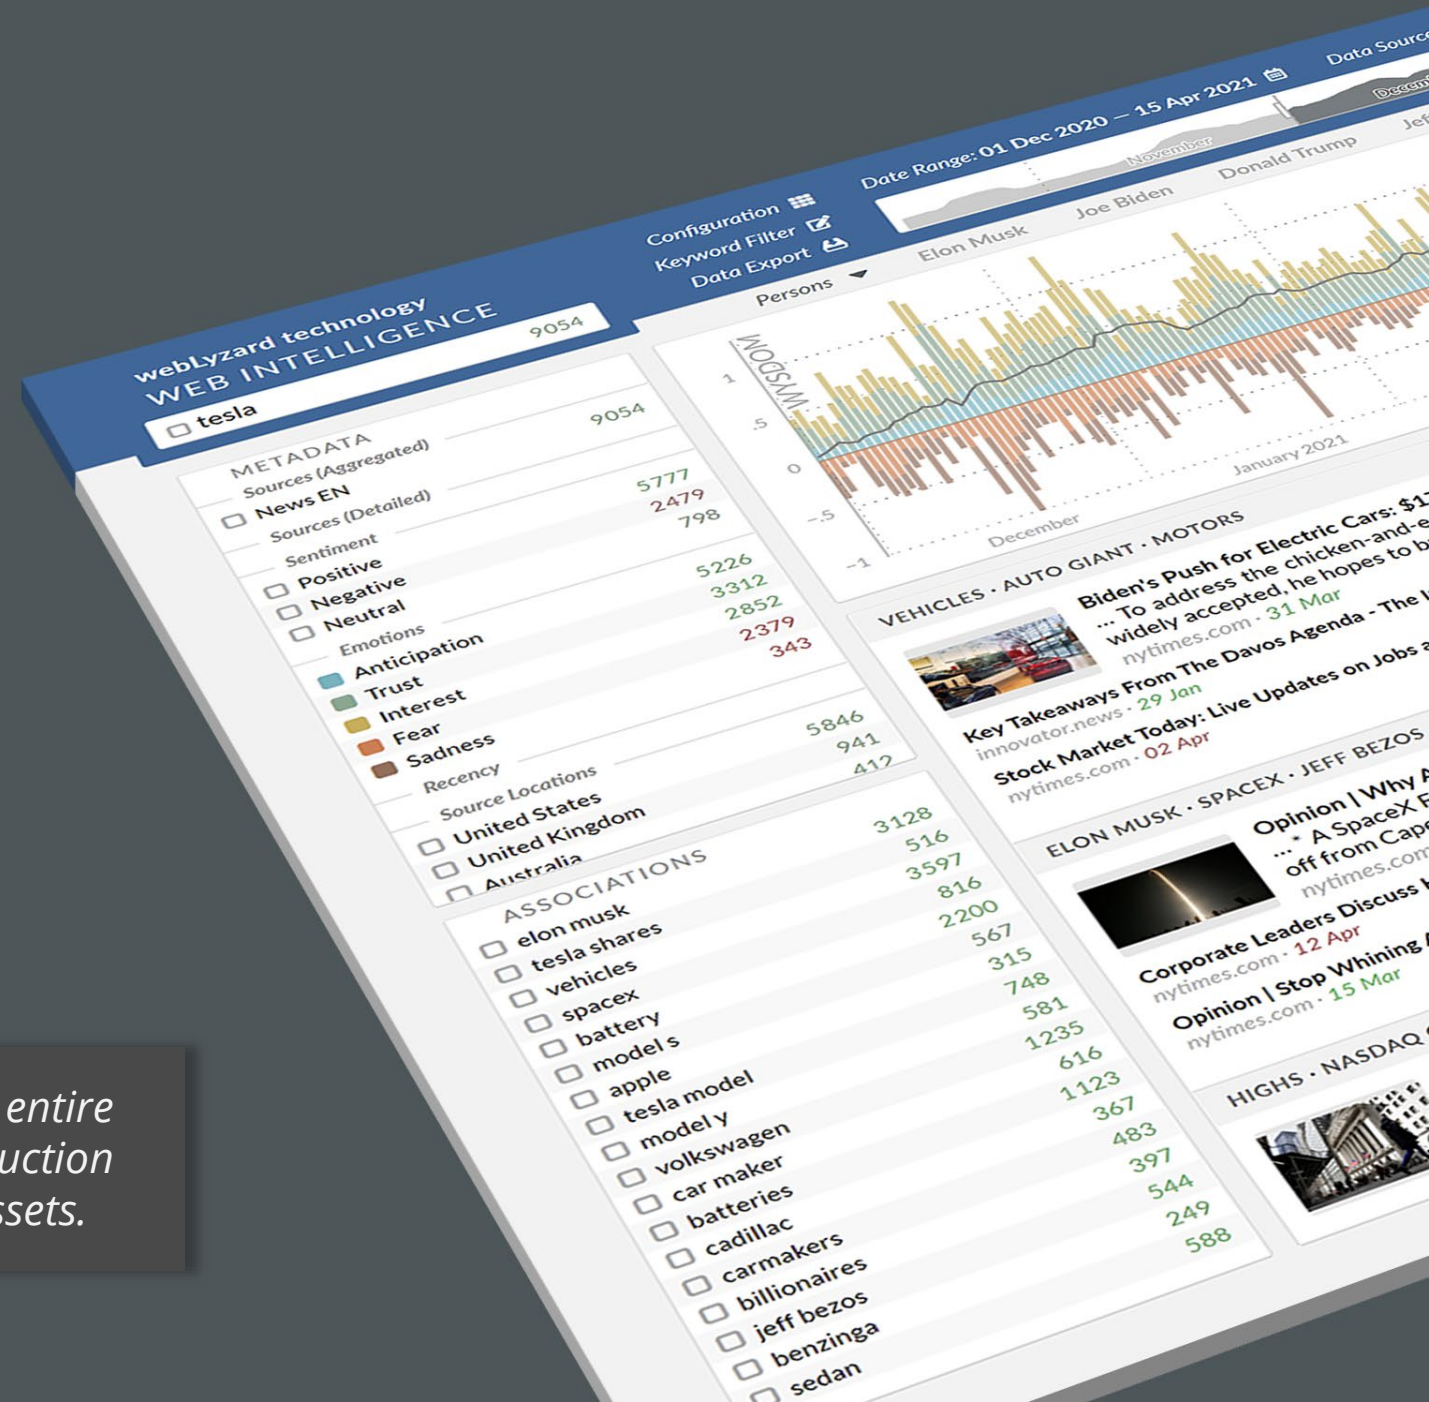 webLyzard technology
WEB INTELLIGENCE
tesla 9054
Configuration
Keyword Filter
Data Export
Date Range: 01 Dec 2020 — 15 Apr 2021
Data Source
November
METADATA
Sources (Aggregated)
News EN 9054
Sources (Detailed)
Sentiment
Positive 5777
Negative 2479
Neutral 798
Emotions
Anticipation 5226
Trust 3312
Interest 2852
Fear 2379
Sadness 343
Recency
Source Locations
United States 5846
United Kingdom 941
Australia 412
ASSOCIATIONS
elon musk 3128
tesla shares 516
vehicles 3597
spacex 816
battery 2200
model s 567
apple 315
tesla model 748
model y 581
volkswagen 1235
car maker 616
batteries 1123
cadillac 367
carmakers 483
billionaires 397
jeff bezos 544
benzinga 249
sedan 588
Persons Elon Musk Joe Biden Donald Trump Jef
WYSDOM
1
.5
0
-.5
-1
December January 2021
VEHICLES · AUTO GIANT · MOTORS
Biden's Push for Electric Cars: $17
... To address the chicken-and-e
widely accepted, he hopes to b
nytimes.com · 31 Mar
Key Takeaways From The Davos Agenda - The I
innovator.news · 29 Jan
Stock Market Today: Live Updates on Jobs a
nytimes.com · 02 Apr
ELON MUSK · SPACEX · JEFF BEZOS
Opinion | Why A
...* A SpaceX F
off from Cape
nytimes.com
Corporate Leaders Discuss
nytimes.com · 12 Apr
Opinion | Stop Whining
nytimes.com · 15 Mar
HIGHS · NASDAQ
entire
uction
ssets.